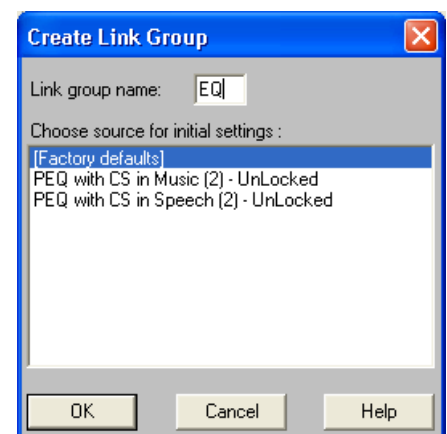 Create Link Group
Link group name: EQ
Choose source for initial settings :
[Factory defaults]
PEQ with CS in Music (2) - UnLocked
PEQ with CS in Speech (2) - UnLocked
OK Cancel Help